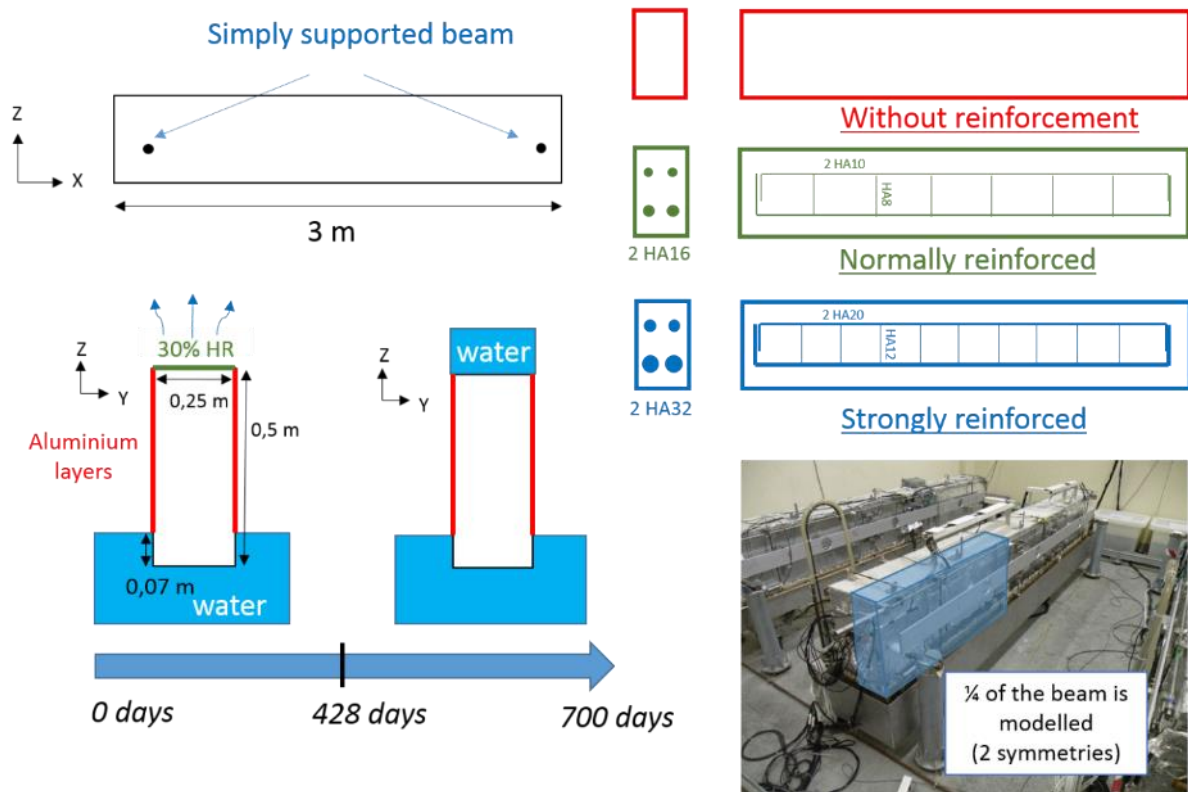 Simply supported beam
Z
X
3 m
Without reinforcement
2 HA10
HA8
2 HA16
Normally reinforced
2 HA20
HA12
2 HA32
Strongly reinforced
30% HR
Z
Y
0,25 m
0,5 m
Aluminium
layers
0,07 m
water
water
Z
Y
0 days
428 days
700 days
¼ of the beam is
modelled
(2 symmetries)